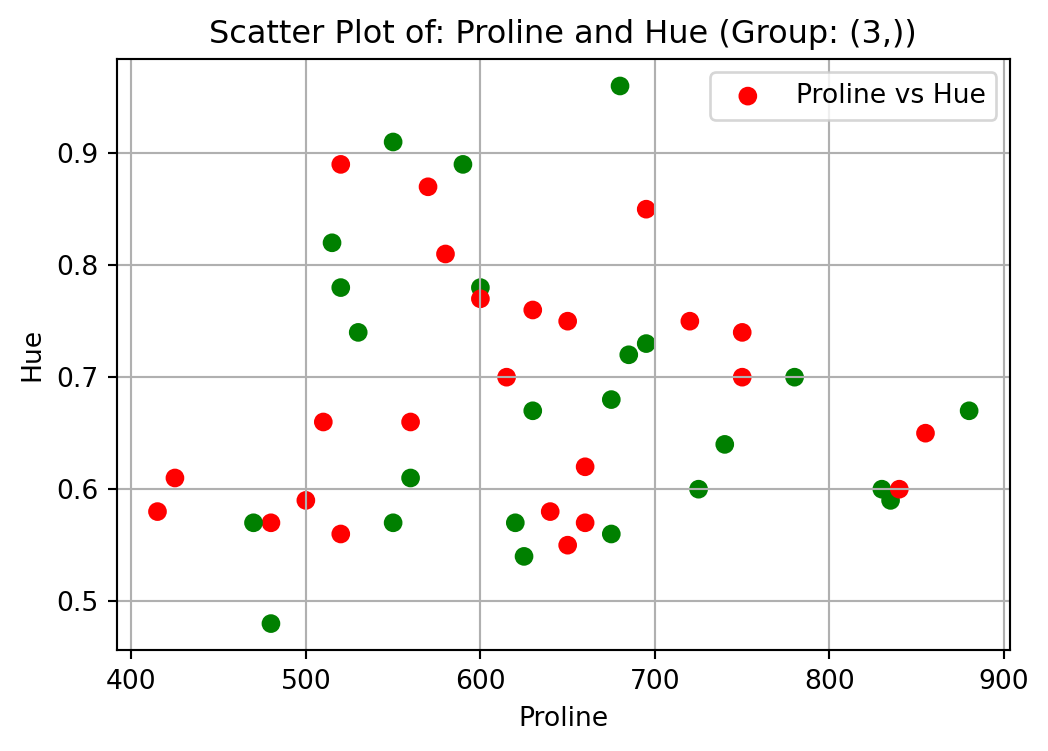 Scatter Plot of: Proline and Hue (Group: (3,))
Proline vs Hue
0.9
0.8
0.7
0.6
0.5
Hue
400 500 600 700 800 900
Proline